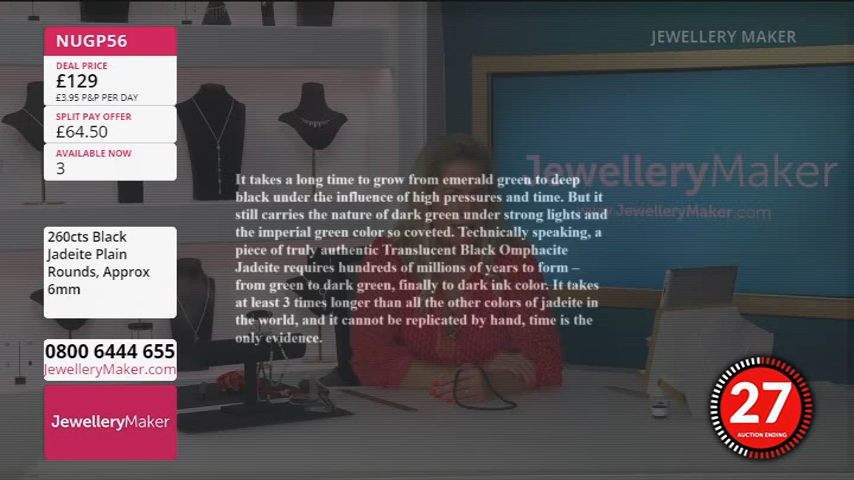 NUGP56
DEAL PRICE
£129
£3.95 P&P PER DAY
SPLIT PAY OFFER
£64.50
AVAILABLE NOW
3
260cts Black
Jadeite Plain
Rounds, Approx
6mm
0800 6444 655
JewelleryMaker.com
JewelleryMaker
JEWELLERY MAKER
JewelleryMaker
www.JewelleryMaker.com
It takes a long time to grow from emerald green to deep
black under the influence of high pressures and time. But it
still carries the nature of dark green under strong lights and
the imperial green color so coveted. Technically speaking, a
piece of truly authentic Translucent Black Omphacite
Jadeite requires hundreds of millions of years to form –
from green to dark green, finally to dark ink color. It takes
at least 3 times longer than all the other colors of jadeite in
the world, and it cannot be replicated by hand, time is the
only evidence.
27
AUCTION ENDING